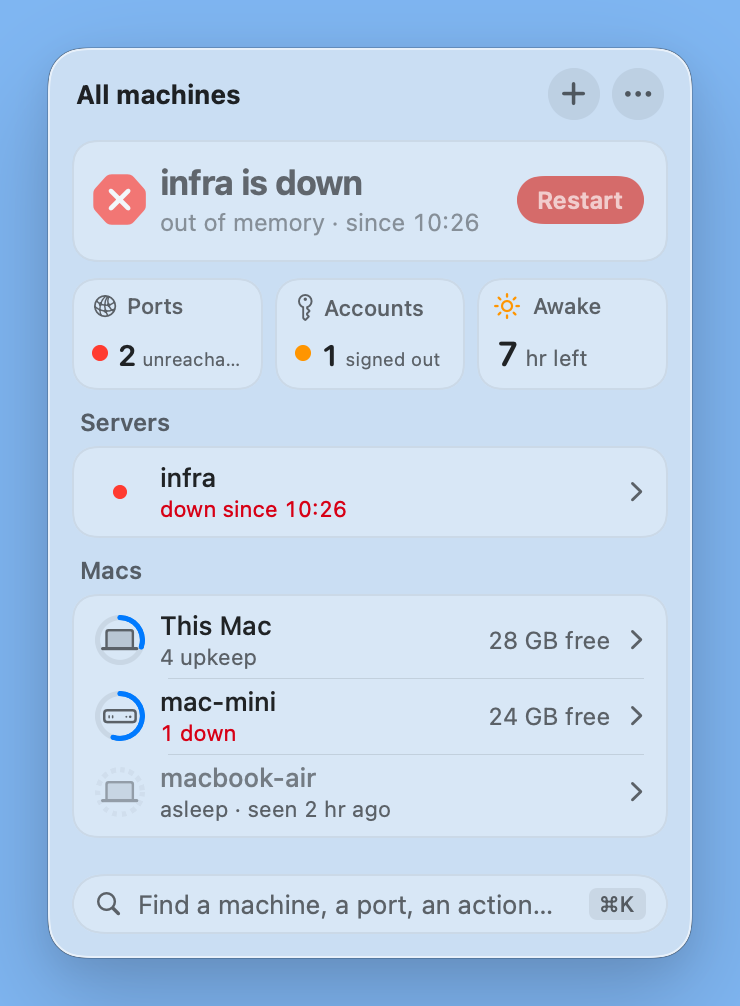 All machines
infra is down
out of memory · since 10:26
Restart
Ports
2 unreacha...
Accounts
1 signed out
Awake
7 hr left
Servers
infra
down since 10:26
Macs
This Mac
4 upkeep
28 GB free
mac-mini
1 down
24 GB free
macbook-air
asleep · seen 2 hr ago
Find a machine, a port, an action...
⌘K